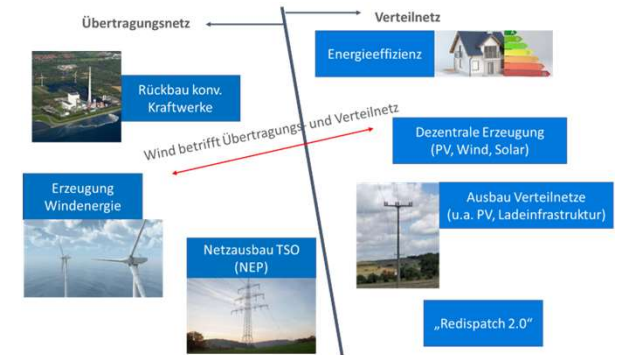 Übertragungsnetz
Verteilnetz
Energieeffizienz
Rückbau konv.
Kraftwerke
Wind betrifft Übertragungs- und Verteilnetz
Dezentrale Erzeugung
(PV, Wind, Solar)
Erzeugung
Windenergie
Ausbau Verteilnetze
(u.a. PV, Ladeinfrastruktur)
Netzausbau TSO
(NEP)
„Redispatch 2.0“